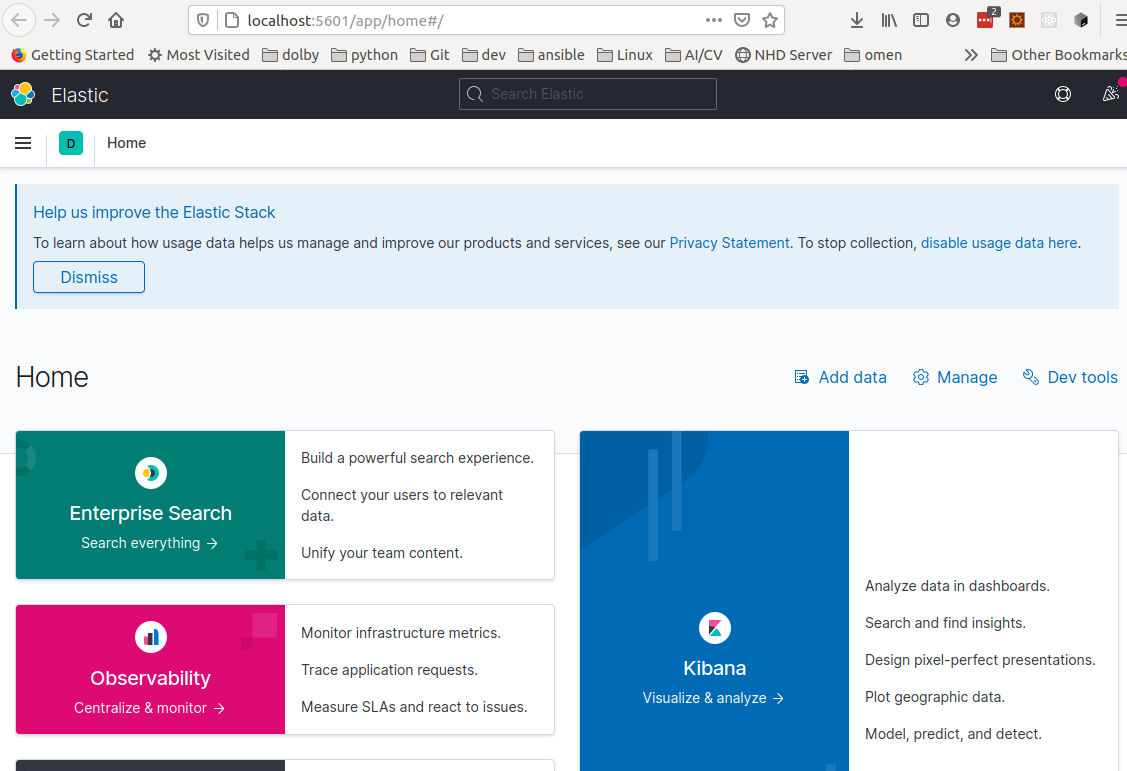 localhost:5601/app/home#/
2
Getting Started Most Visited dolby python Git dev ansible Linux AI/CV NHD Server omen Other Bookmarks
Elastic
Search Elastic
D Home
Help us improve the Elastic Stack
To learn about how usage data helps us manage and improve our products and services, see our Privacy Statement. To stop collection, disable usage data here.
Dismiss
Home
Add data Manage Dev tools
Enterprise Search
Search everything →
Build a powerful search experience.
Connect your users to relevant
data.
Unify your team content.
Observability
Centralize & monitor →
Monitor infrastructure metrics.
Trace application requests.
Measure SLAs and react to issues.
Kibana
Visualize & analyze →
Analyze data in dashboards.
Search and find insights.
Design pixel-perfect presentations.
Plot geographic data.
Model, predict, and detect.